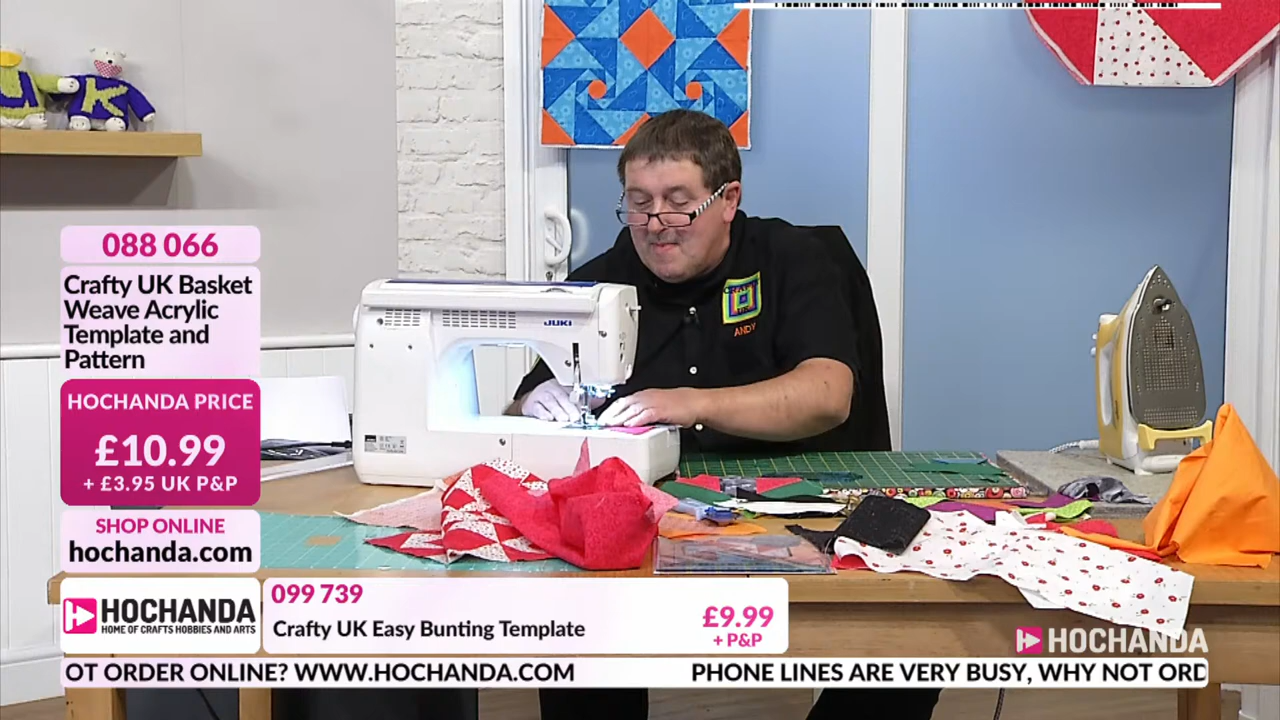 088 066
Crafty UK Basket
Weave Acrylic
Template and
Pattern
HOCHANDA PRICE
£10.99
+ £3.95 UK P&P
SHOP ONLINE
hochanda.com
HOCHANDA
HOME OF CRAFTS HOBBIES AND ARTS
099 739
Crafty UK Easy Bunting Template
£9.99
+ P&P
OT ORDER ONLINE? WWW.HOCHANDA.COM
PHONE LINES ARE VERY BUSY, WHY NOT ORD
HOCHANDA
JUKI
ANDY
u
K